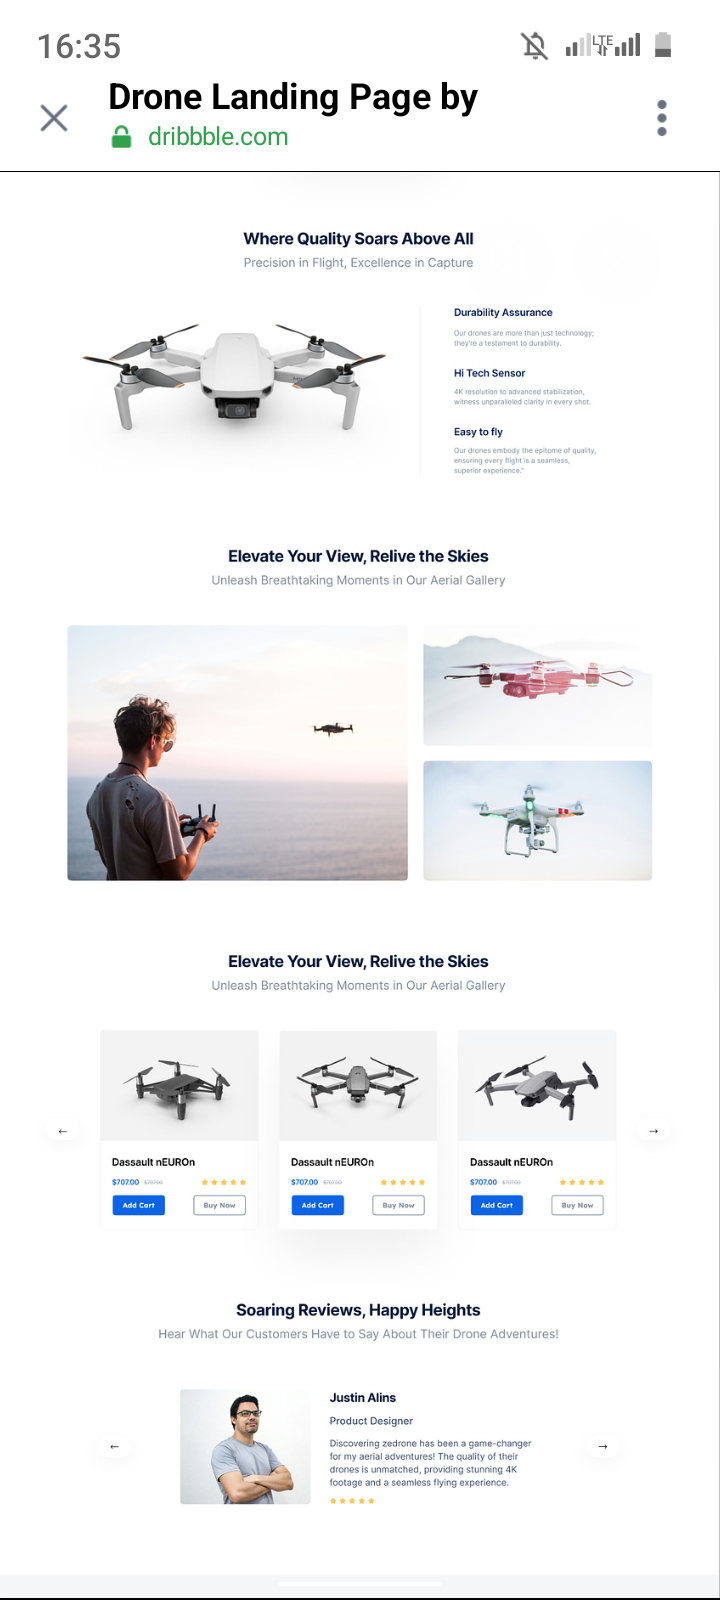 16:35
LTE
Drone Landing Page by
dribbble.com
Where Quality Soars Above All
Precision in Flight, Excellence in Capture
Durability Assurance
Our drones are more than just technology;
they're a testament to durability.
Hi Tech Sensor
4K resolution to advanced stabilization,
witness unparalleled clarity in every shot.
Easy to fly
Our drones embody the epitome of quality,
ensuring every flight is a seamless,
superior experience."
Elevate Your View, Relive the Skies
Unleash Breathtaking Moments in Our Aerial Gallery
Elevate Your View, Relive the Skies
Unleash Breathtaking Moments in Our Aerial Gallery
Dassault nEUROn
$707.00
Add Cart
Buy Now
Dassault nEUROn
$707.00
Add Cart
Buy Now
Dassault nEUROn
$707.00
Add Cart
Buy Now
Soaring Reviews, Happy Heights
Hear What Our Customers Have to Say About Their Drone Adventures!
Justin Alins
Product Designer
Discovering zedrone has been a game-changer
for my aerial adventures! The quality of their
drones is unmatched, providing stunning 4K
footage and a seamless flying experience.